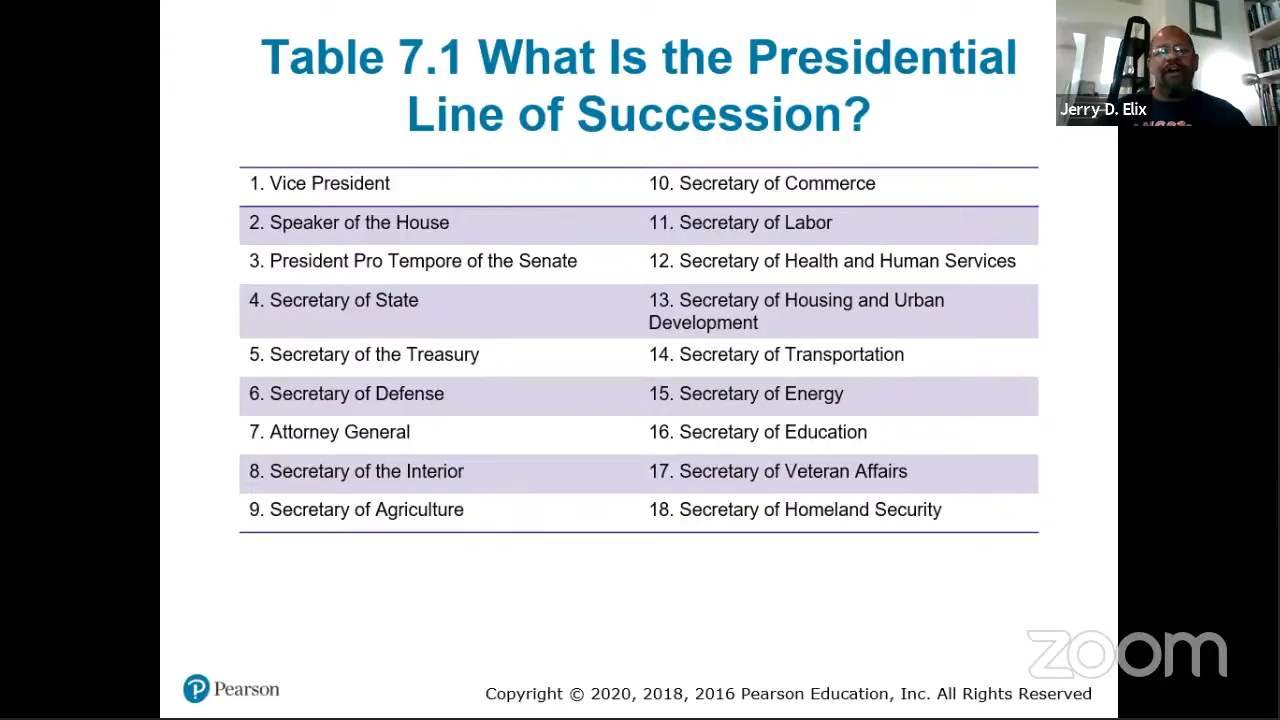 Table 7.1 What Is the Presidential
Line of Succession?
Jerry D. Elix
1. Vice President
2. Speaker of the House
3. President Pro Tempore of the Senate
4. Secretary of State
5. Secretary of the Treasury
6. Secretary of Defense
7. Attorney General
8. Secretary of the Interior
9. Secretary of Agriculture
10. Secretary of Commerce
11. Secretary of Labor
12. Secretary of Health and Human Services
13. Secretary of Housing and Urban
Development
14. Secretary of Transportation
15. Secretary of Energy
16. Secretary of Education
17. Secretary of Veteran Affairs
18. Secretary of Homeland Security
zoom
P Pearson
Copyright © 2020, 2018, 2016 Pearson Education, Inc. All Rights Reserved